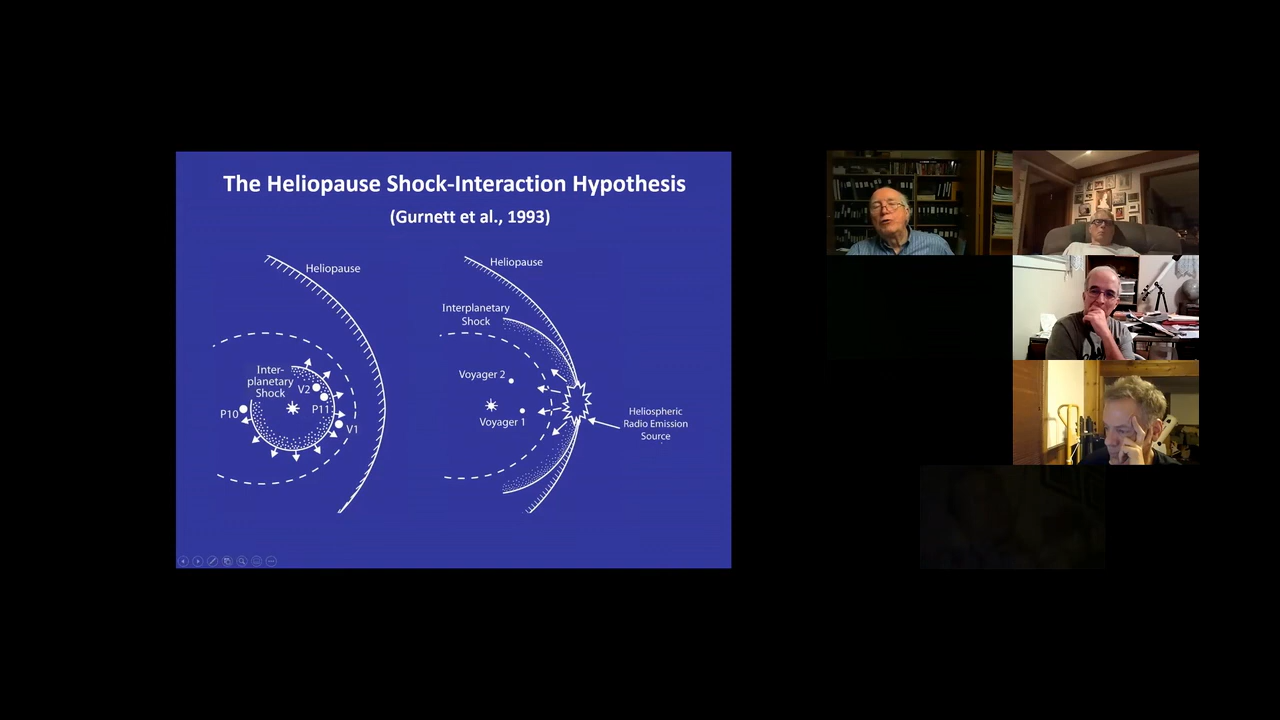 The Heliopause Shock-Interaction Hypothesis
(Gurnett et al., 1993)
Heliopause
Inter-
planetary
Shock
V2
P11
P10
V1
Heliopause
Interplanetary
Shock
Voyager 2
Voyager 1
Heliospheric
Radio Emission
Source